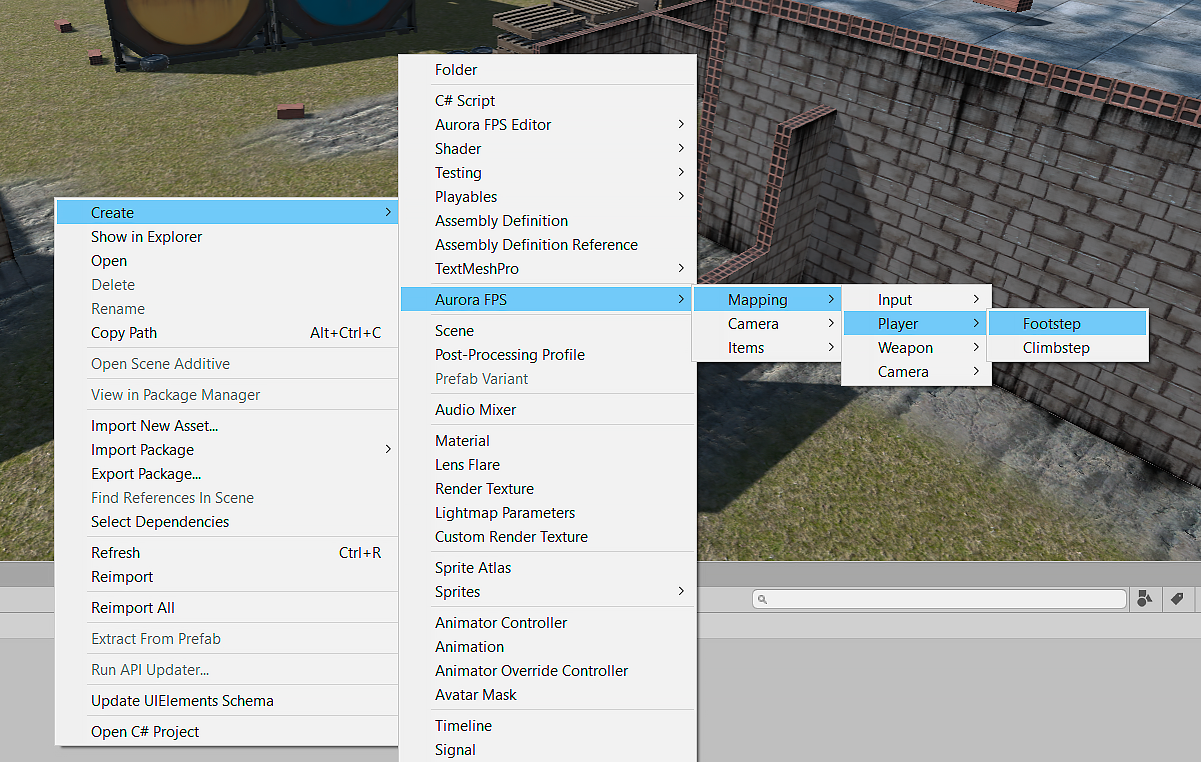 Create
Show in Explorer
Open
Delete
Rename
Copy Path Alt+Ctrl+C
Open Scene Additive
View in Package Manager
Import New Asset...
Import Package
Export Package...
Find References In Scene
Select Dependencies
Refresh Ctrl+R
Reimport
Reimport All
Extract From Prefab
Run API Updater...
Update UIElements Schema
Open C# Project
Folder
C# Script
Aurora FPS Editor
Shader
Testing
Playables
Assembly Definition
Assembly Definition Reference
TextMeshPro
Aurora FPS
Scene
Post-Processing Profile
Prefab Variant
Audio Mixer
Material
Lens Flare
Render Texture
Lightmap Parameters
Custom Render Texture
Sprite Atlas
Sprites
Animator Controller
Animation
Animator Override Controller
Avatar Mask
Timeline
Signal
Mapping
Camera
Items
Input
Player
Weapon
Camera
Footstep
Climbstep